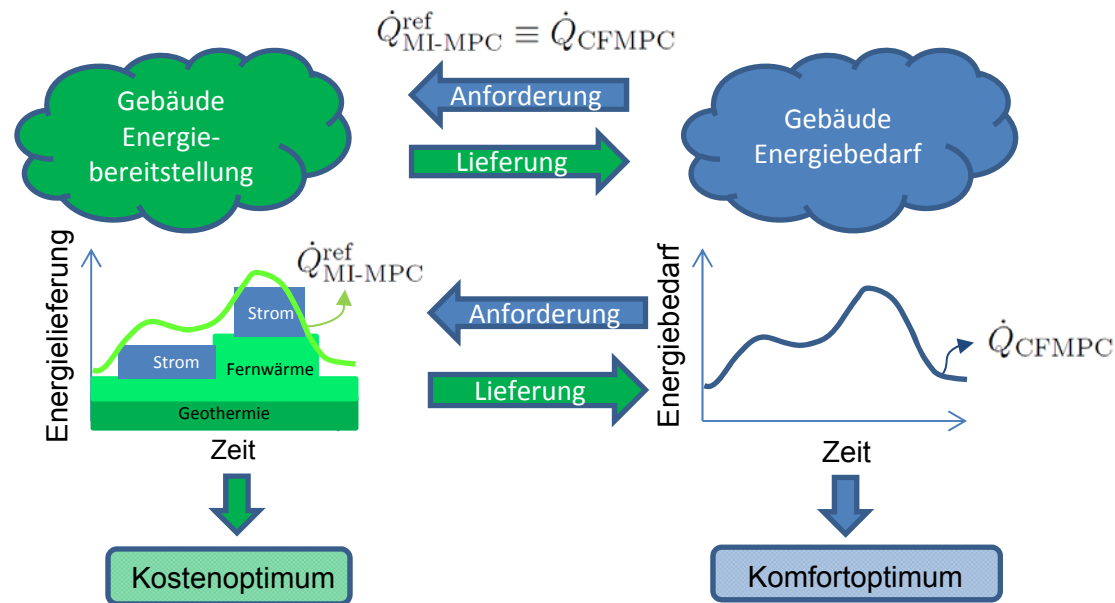 Q̇^ref_MI-MPC ≡ Q̇_CFMPC
Gebäude
Energie-
bereitstellung
Anforderung
Lieferung
Gebäude
Energiebedarf
Energielieferung
Q̇^ref_MI-MPC
Strom
Strom
Fernwärme
Geothermie
Zeit
Anforderung
Lieferung
Energiebedarf
Q̇_CFMPC
Zeit
Kostenoptimum
Komfortoptimum